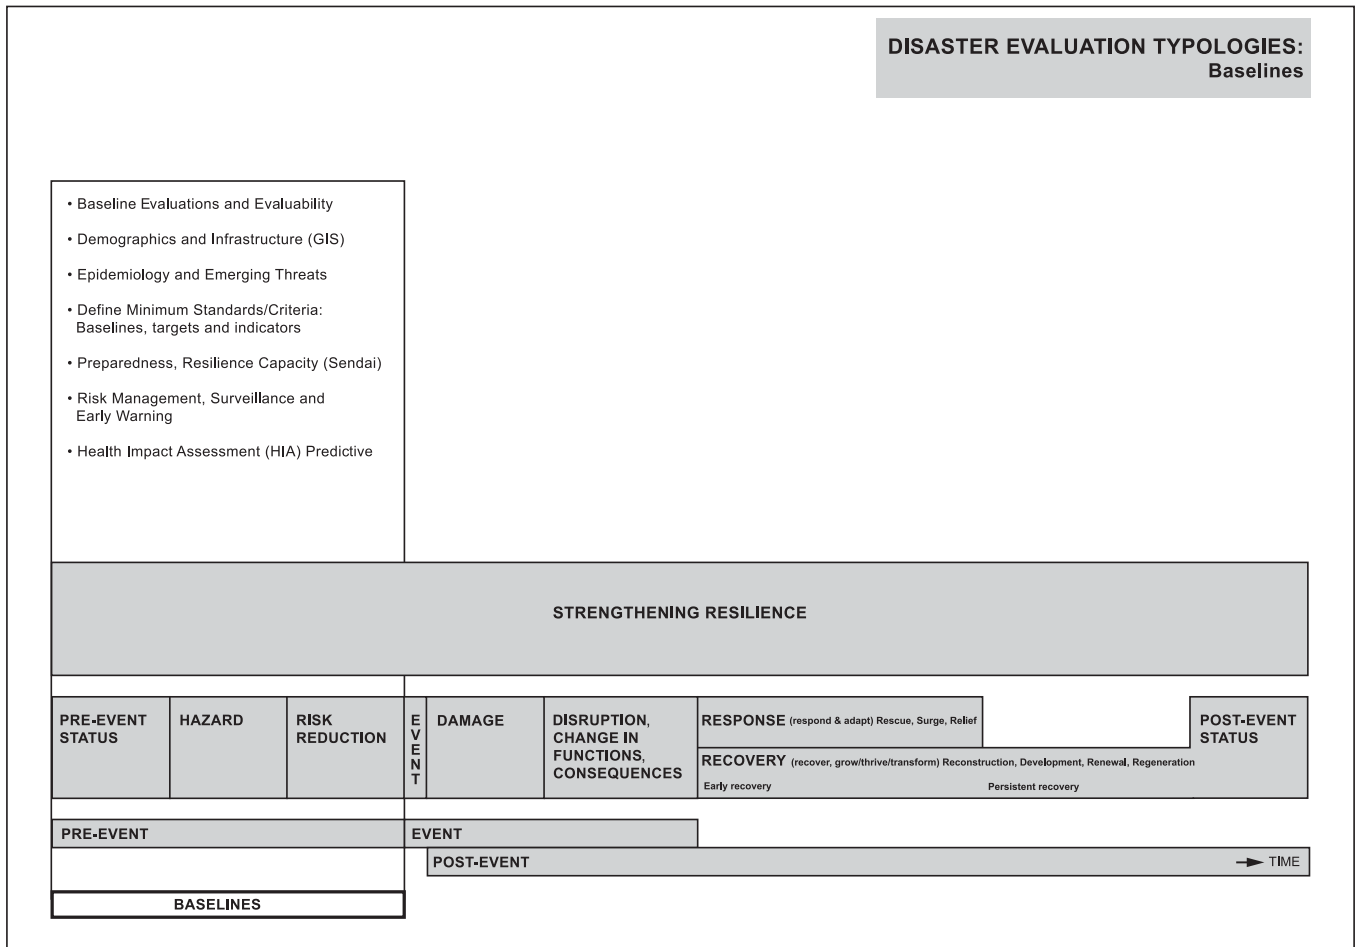 DISASTER EVALUATION TYPOLOGIES:
Baselines
• Baseline Evaluations and Evaluability
• Demographics and Infrastructure (GIS)
• Epidemiology and Emerging Threats
• Define Minimum Standards/Criteria:
Baselines, targets and indicators
• Preparedness, Resilience Capacity (Sendai)
• Risk Management, Surveillance and
Early Warning
• Health Impact Assessment (HIA) Predictive
STRENGTHENING RESILIENCE
PRE-EVENT
STATUS
HAZARD
RISK
REDUCTION
EVENT
DAMAGE
DISRUPTION,
CHANGE IN
FUNCTIONS,
CONSEQUENCES
RESPONSE (respond & adapt) Rescue, Surge, Relief
RECOVERY (recover, grow/thrive/transform) Reconstruction, Development, Renewal, Regeneration
Early recovery
Persistent recovery
POST-EVENT
STATUS
PRE-EVENT
EVENT
POST-EVENT
TIME
BASELINES